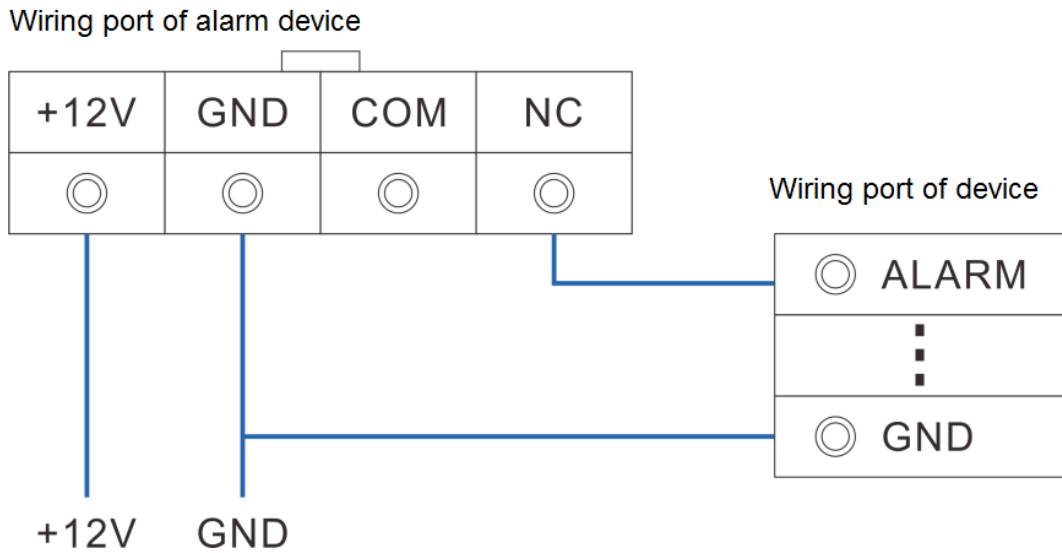 Wiring port of alarm device
+12V GND COM NC
Wiring port of device
ALARM
GND
+12V GND